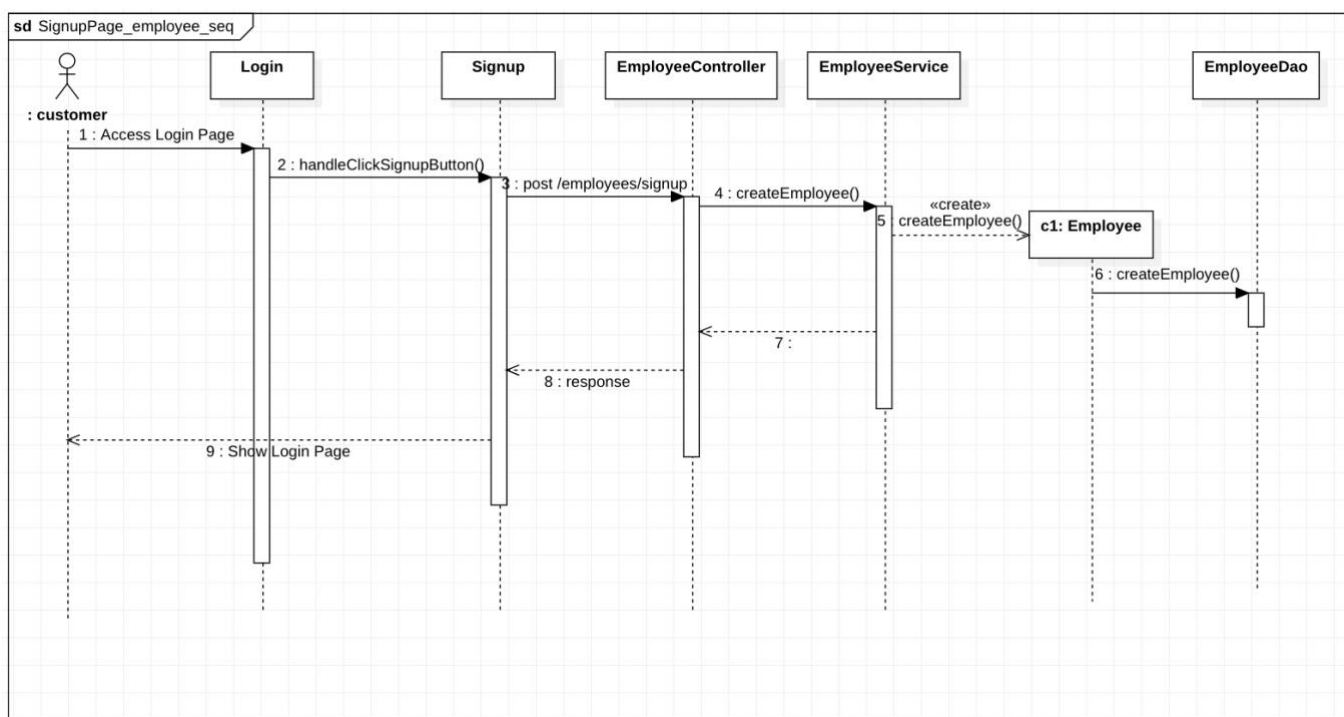 sd SignupPage_employee_seq
Login
Signup
EmployeeController
EmployeeService
EmployeeDao
: customer
1 : Access Login Page
2 : handleClickSignupButton()
3 : post /employees/signup
4 : createEmployee()
«create»
5 : createEmployee()
c1: Employee
6 : createEmployee()
7 :
8 : response
9 : Show Login Page